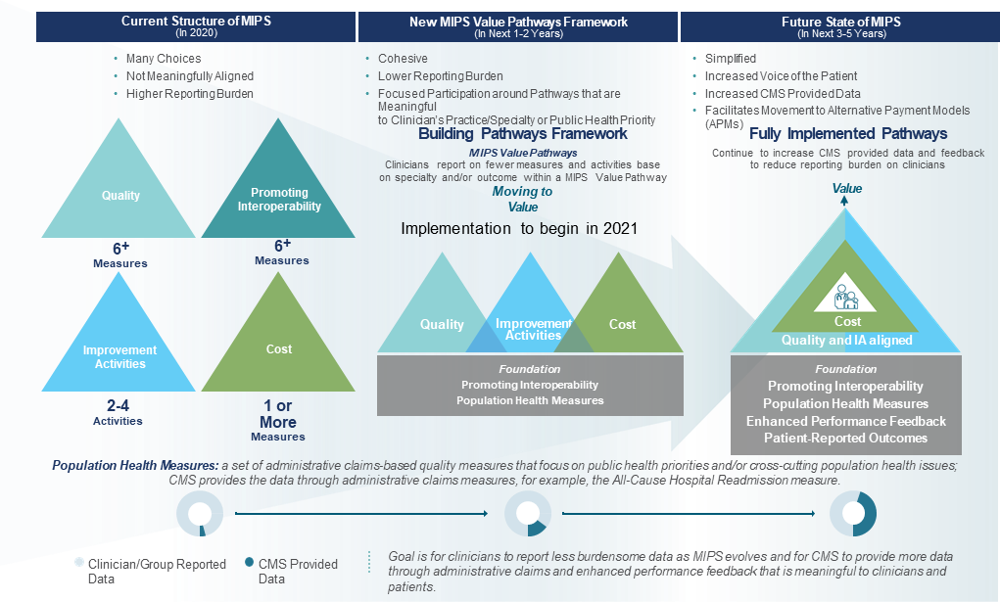 Current Structure of MIPS
(In 2020)
New MIPS Value Pathways Framework
(In Next 1-2 Years)
Future State of MIPS
(In Next 3-5 Years)
• Many Choices
• Not Meaningfully Aligned
• Higher Reporting Burden
• Cohesive
• Lower Reporting Burden
• Focused Participation around Pathways that are
Meaningful
to Clinician's Practice/Specialty or Public Health Priority
• Simplified
• Increased Voice of the Patient
• Increased CMS Provided Data
• Facilitates Movement to Alternative Payment Models
(APMs)
Quality
Promoting
Interoperability
6+
Measures
6+
Measures
Improvement
Activities
Cost
2-4
Activities
1 or
More
Measures
Building Pathways Framework
MIPS Value Pathways
Clinicians report on fewer measures and activities base
on specialty and/or outcome within a MIPS Value Pathway
Moving to
Value
Implementation to begin in 2021
Quality
Improvement
Activities
Cost
Foundation
Promoting Interoperability
Population Health Measures
Fully Implemented Pathways
Continue to increase CMS provided data and feedback
to reduce reporting burden on clinicians
Value
Cost
Quality and IA aligned
Foundation
Promoting Interoperability
Population Health Measures
Enhanced Performance Feedback
Patient-Reported Outcomes
Population Health Measures: a set of administrative claims-based quality measures that focus on public health priorities and/or cross-cutting population health issues;
CMS provides the data through administrative claims measures, for example, the All-Cause Hospital Readmission measure.
Clinician/Group Reported
Data
CMS Provided
Data
Goal is for clinicians to report less burdensome data as MIPS evolves and for CMS to provide more data
through administrative claims and enhanced performance feedback that is meaningful to clinicians and
patients.